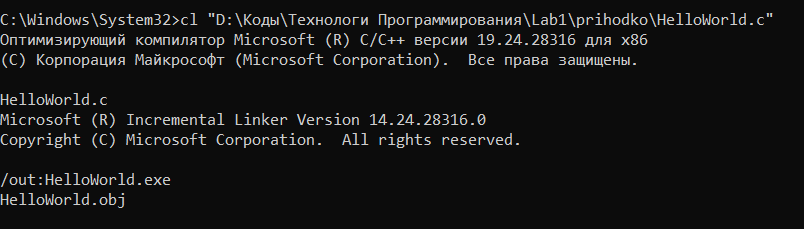 C:\Windows\System32>cl "D:\Коды\Технологи Программирования\Lab1\prihodko\HelloWorld.c"
Оптимизирующий компилятор Microsoft (R) C/C++ версии 19.24.28316 для x86
(C) Корпорация Майкрософт (Microsoft Corporation).  Все права защищены.

HelloWorld.c
Microsoft (R) Incremental Linker Version 14.24.28316.0
Copyright (C) Microsoft Corporation.  All rights reserved.

/out:HelloWorld.exe
HelloWorld.obj